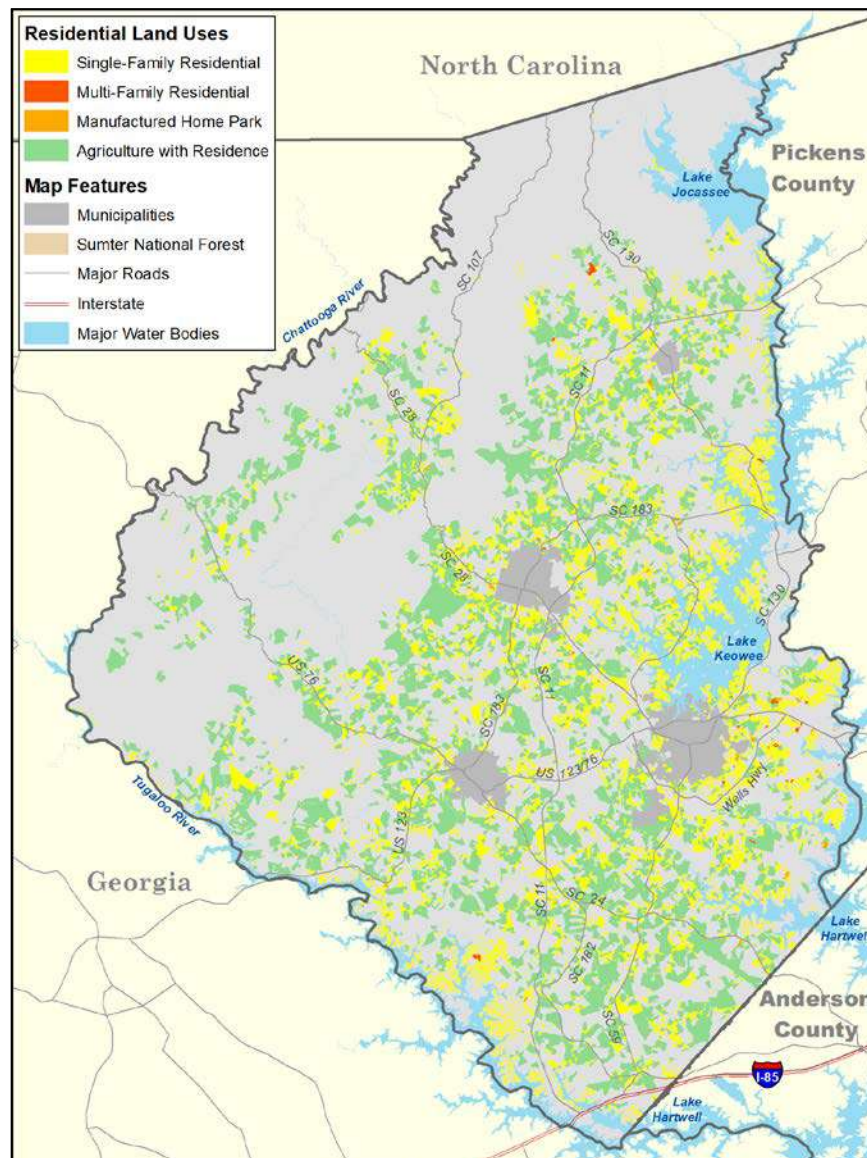 Residential Land Uses
Single-Family Residential
Multi-Family Residential
Manufactured Home Park
Agriculture with Residence
Map Features
Municipalities
Sumter National Forest
Major Roads
Interstate
Major Water Bodies
North Carolina
Pickens
County
Lake
Jocassee
SC 130
SC 107
Chattooga River
SC 11
SC 28
SC 183
SC 28
SC 130
Lake
Keowee
US 76
SC 11
SC 183
US 123/76
Wells Hwy
Tugaloo River
US 123
Georgia
SC 11
SC 24
SC 182
SC 59
Lake
Hartwell
Anderson
County
I-85
Lake
Hartwell